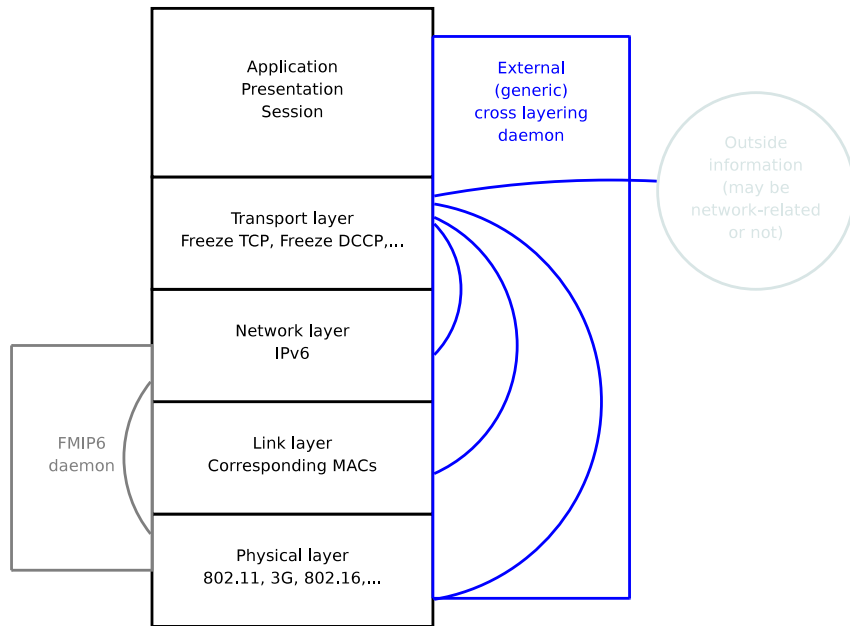 Application
Presentation
Session
External
(generic)
cross layering
daemon
Outside
information
(may be
network-related
or not)
Transport layer
Freeze TCP, Freeze DCCP,...
Network layer
IPv6
FMIP6
daemon
Link layer
Corresponding MACs
Physical layer
802.11, 3G, 802.16,...